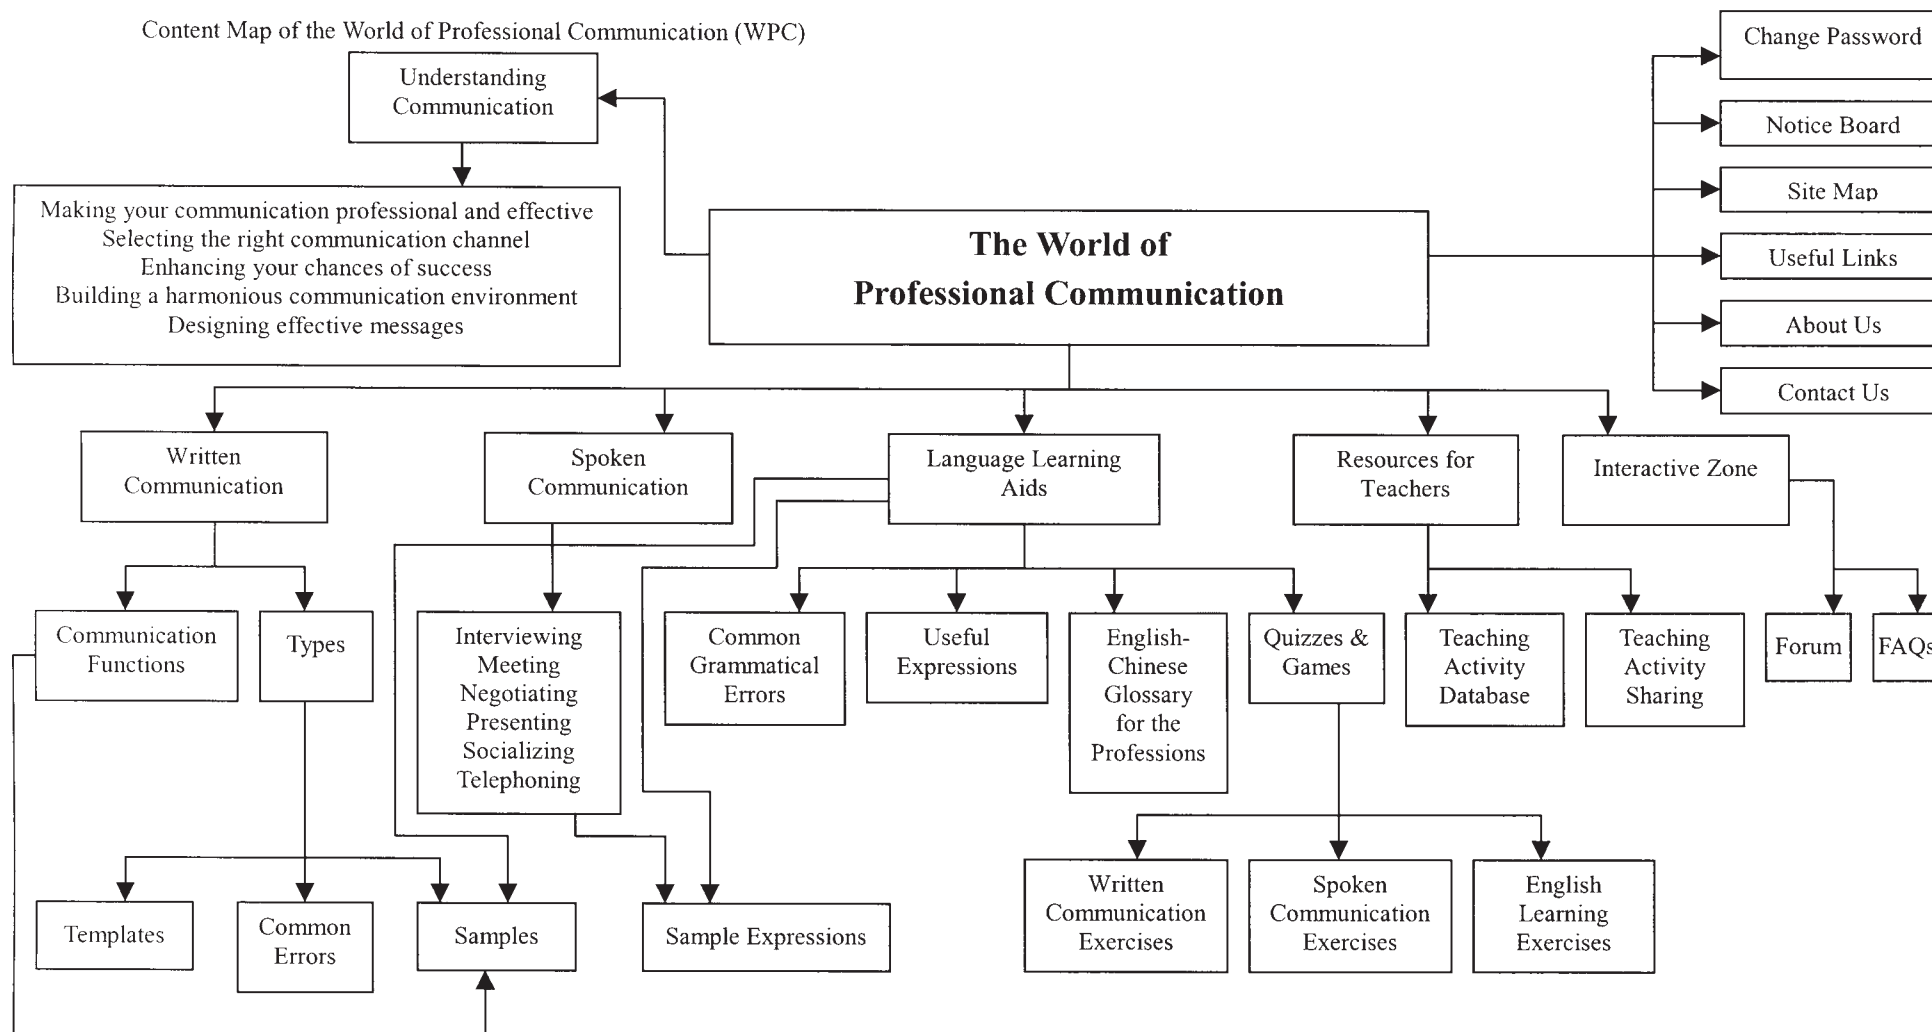 Content Map of the World of Professional Communication (WPC)
Understanding
Communication
Making your communication professional and effective
Selecting the right communication channel
Enhancing your chances of success
Building a harmonious communication environment
Designing effective messages
The World of
Professional Communication
Change Password
Notice Board
Site Map
Useful Links
About Us
Contact Us
Written
Communication
Spoken
Communication
Language Learning
Aids
Resources for
Teachers
Interactive Zone
Communication
Functions
Types
Interviewing
Meeting
Negotiating
Presenting
Socializing
Telephoning
Common
Grammatical
Errors
Useful
Expressions
English-
Chinese
Glossary
for the
Professions
Quizzes &
Games
Teaching
Activity
Database
Teaching
Activity
Sharing
Forum
FAQs
Templates
Common
Errors
Samples
Sample Expressions
Written
Communication
Exercises
Spoken
Communication
Exercises
English
Learning
Exercises